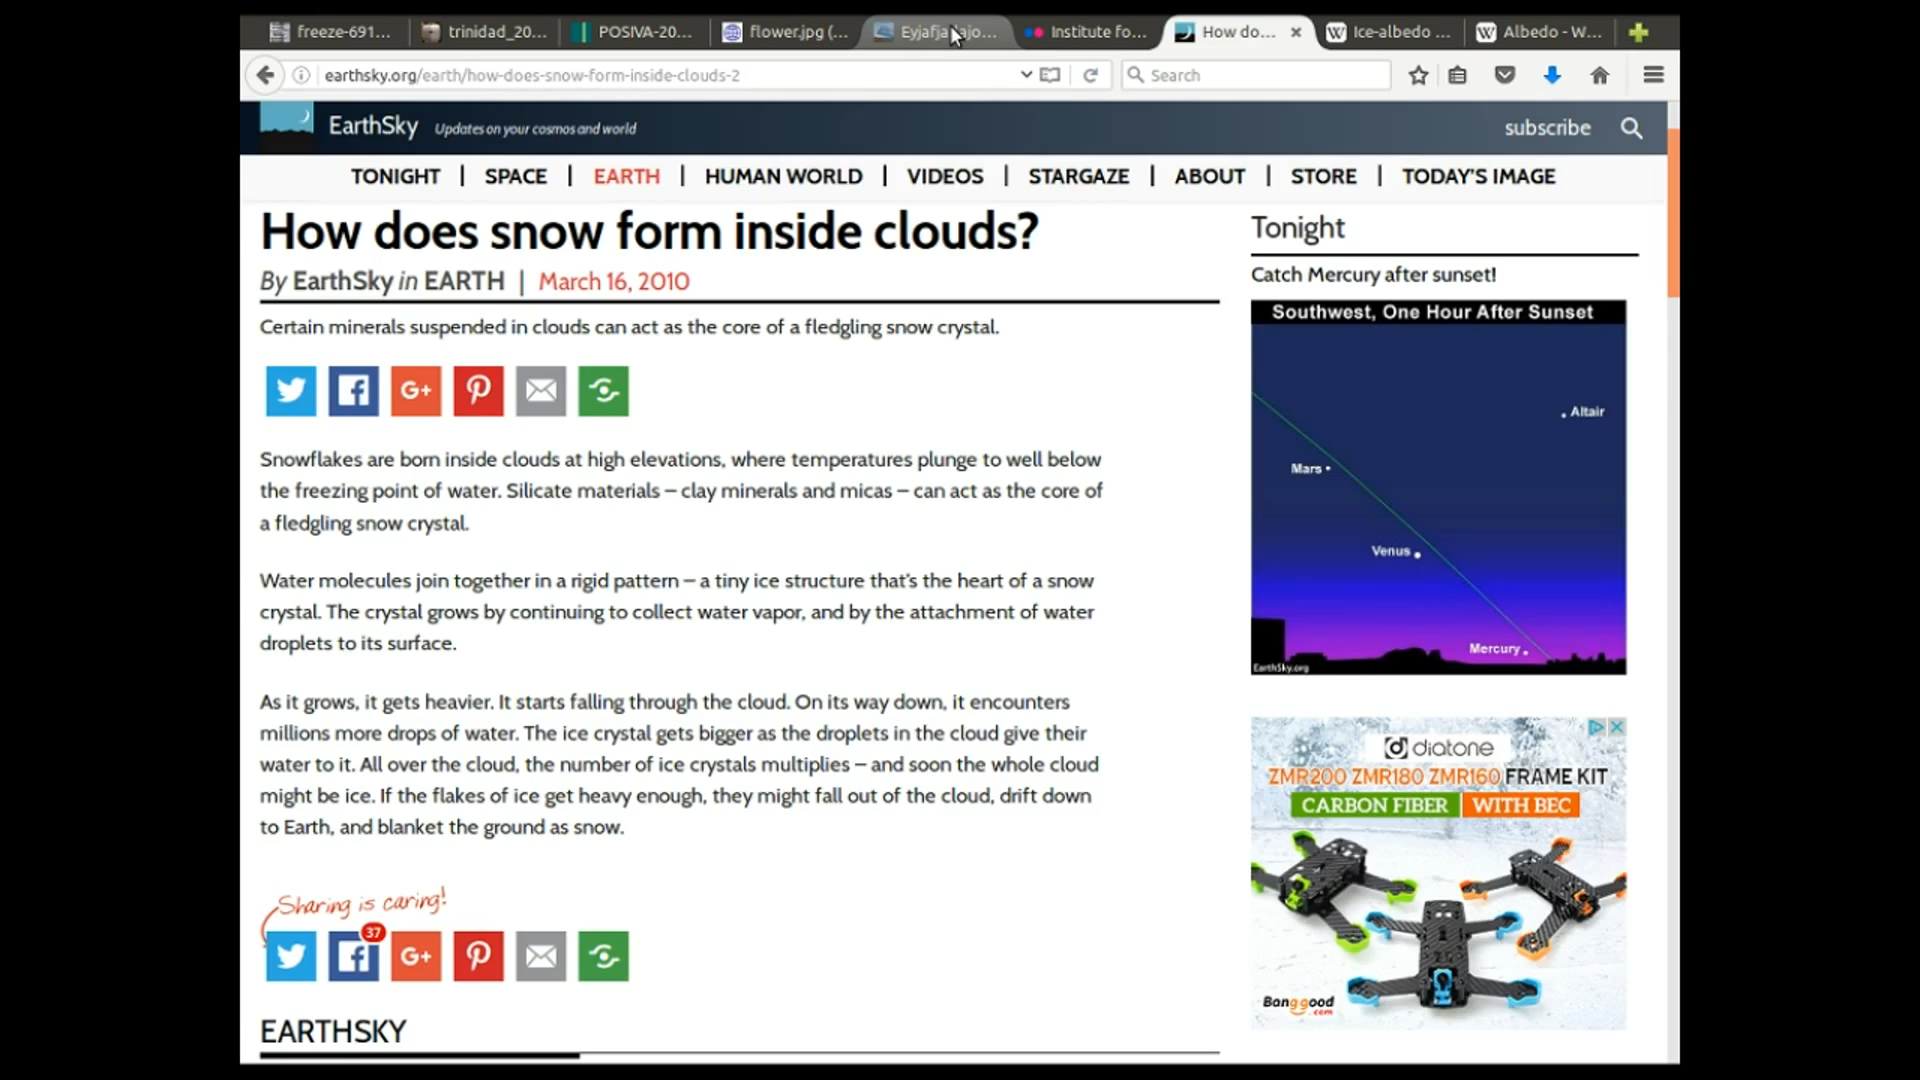 freeze-691... trinidad_20... POSIVA-20... flower.jpg (... Institute fo... How do... Ice-albedo ... Albedo - W...
earthsky.org/earth/how-does-snow-form-inside-clouds-2 Search
EarthSky Updates on your cosmos and world subscribe
TONIGHT | SPACE | EARTH | HUMAN WORLD | VIDEOS | STARGAZE | ABOUT | STORE | TODAY'S IMAGE
How does snow form inside clouds?
By EarthSky in EARTH | March 16, 2010
Certain minerals suspended in clouds can act as the core of a fledgling snow crystal.
G+
Snowflakes are born inside clouds at high elevations, where temperatures plunge to well below
the freezing point of water. Silicate materials – clay minerals and micas – can act as the core of
a fledgling snow crystal.
Water molecules join together in a rigid pattern – a tiny ice structure that's the heart of a snow
crystal. The crystal grows by continuing to collect water vapor, and by the attachment of water
droplets to its surface.
As it grows, it gets heavier. It starts falling through the cloud. On its way down, it encounters
millions more drops of water. The ice crystal gets bigger as the droplets in the cloud give their
water to it. All over the cloud, the number of ice crystals multiplies – and soon the whole cloud
might be ice. If the flakes of ice get heavy enough, they might fall out of the cloud, drift down
to Earth, and blanket the ground as snow.
Sharing is caring!
37
G+
EARTHSKY
Tonight
Catch Mercury after sunset!
Southwest, One Hour After Sunset
Altair
Mars
Venus
Mercury
EarthSky.org
diatone
ZMR200 ZMR180 ZMR160 FRAME KIT
CARBON FIBER WITH BEC
Banggood
.com